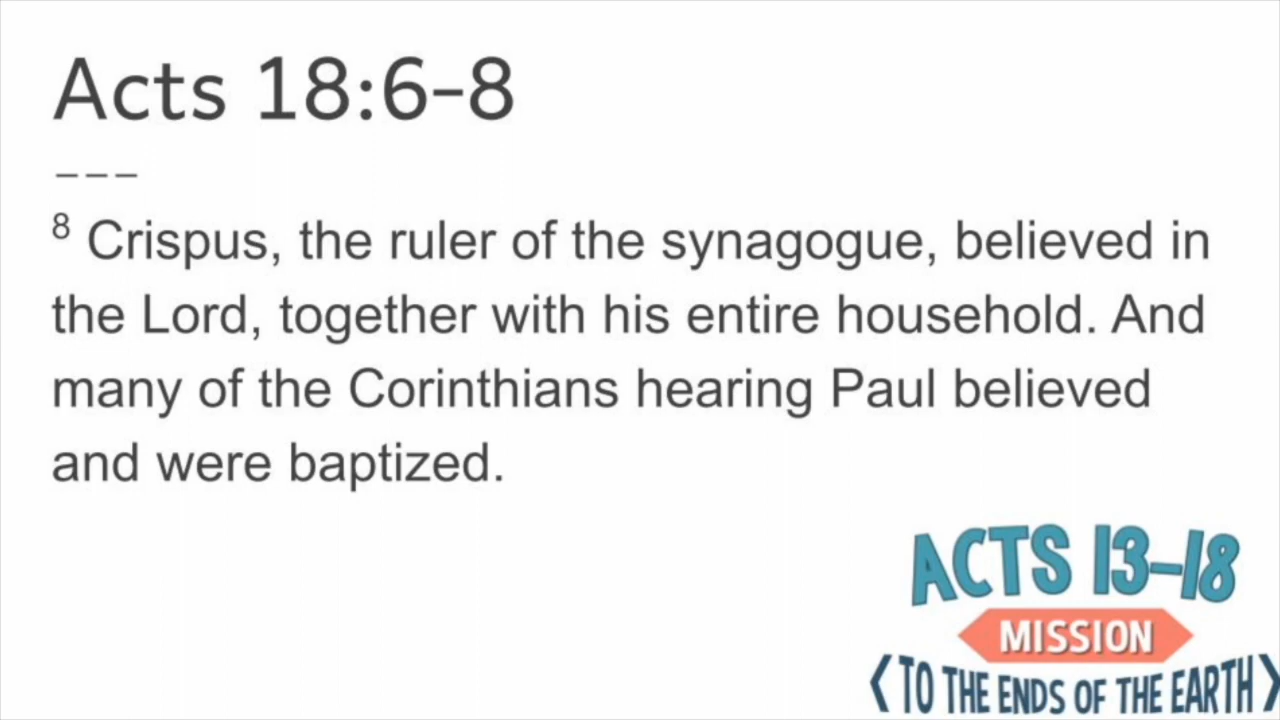 Acts 18:6–8
---
⁸ Crispus, the ruler of the synagogue, believed in
the Lord, together with his entire household. And
many of the Corinthians hearing Paul believed
and were baptized.
ACTS 13–18
MISSION
TO THE ENDS OF THE EARTH